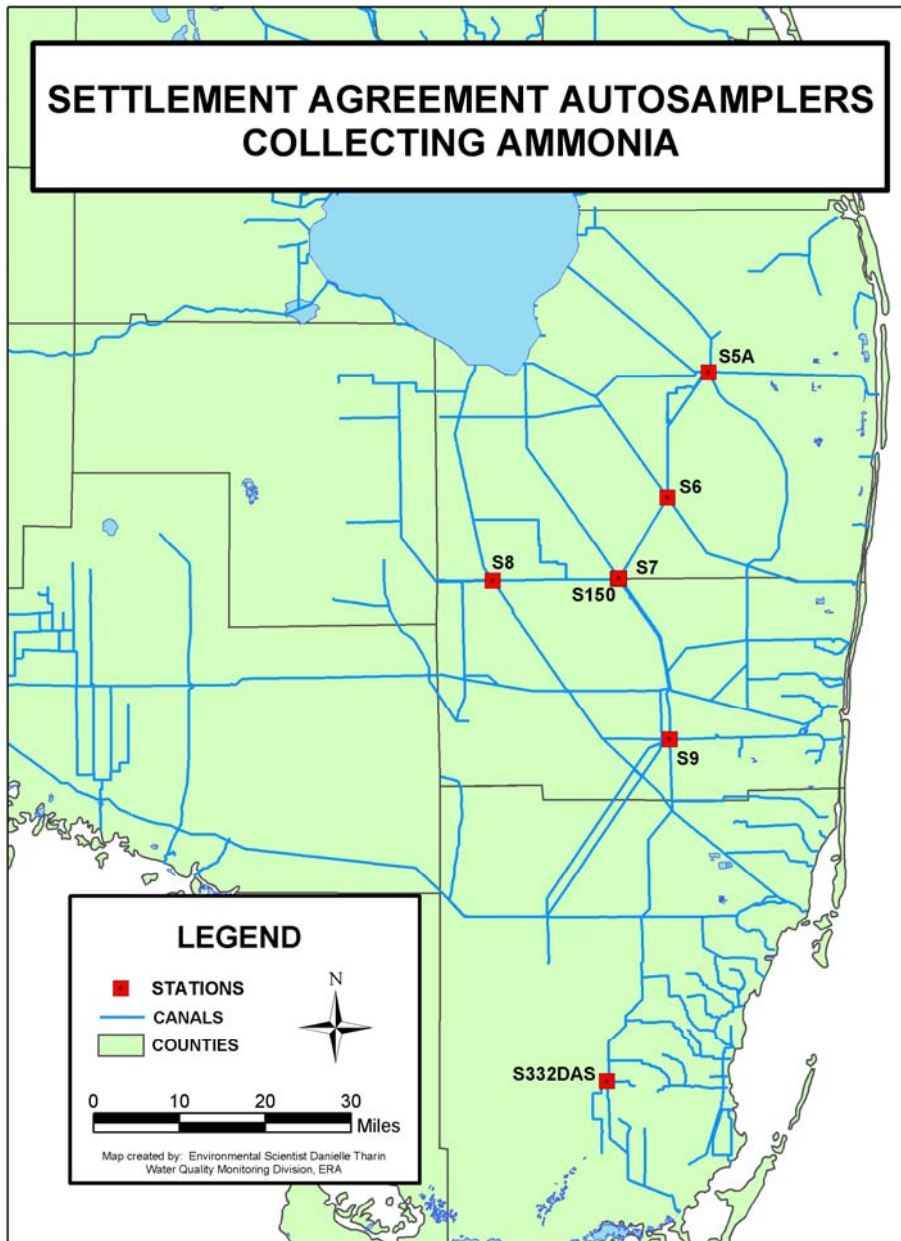 SETTLEMENT AGREEMENT AUTOSAMPLERS
COLLECTING AMMONIA
S5A
S6
S8
S7
S150
S9
S332DAS
LEGEND
N
STATIONS
CANALS
COUNTIES
0 10 20 30
Miles
Map created by: Environmental Scientist Danielle Tharin
Water Quality Monitoring Division, ERA